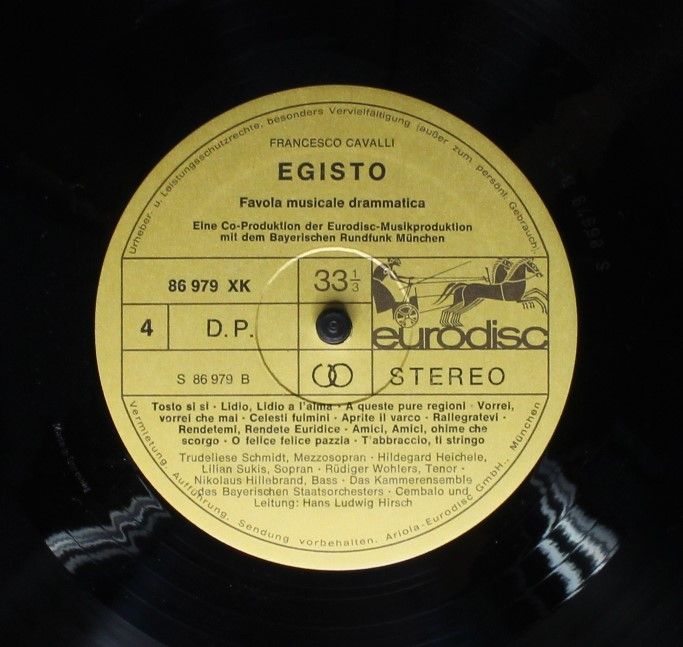 Urheber- u. Leistungsschutzrechte, besonders Vervielfältigung (außer zum persönl. Gebrauch),
FRANCESCO CAVALLI
EGISTO
Favola musicale drammatica
Eine Co-Produktion der Eurodisc-Musikproduktion
mit dem Bayerischen Rundfunk München
86 979 XK
33 1/3
4
D.P.
eurodisc
S 86 979 B
STEREO
Tosto si si · Lidio, Lidio a l'alma · A queste pure regioni · Vorrei,
vorrei che mai · Celesti fulmini · Aprite il varco · Rallegratevi ·
Rendetemi, Rendete Euridice · Amici, Amici, ohime che
scorgo · O felice felice pazzia · T'abbraccio, ti stringo
Trudeliese Schmidt, Mezzosopran · Hildegard Heichele,
Lilian Sukis, Sopran · Rüdiger Wohlers, Tenor ·
Nikolaus Hillebrand, Bass · Das Kammerensemble
des Bayerischen Staatsorchesters · Cembalo und
Leitung: Hans Ludwig Hirsch
Vermietung, Aufführung, Sendung vorbehalten. Ariola-Eurodisc GmbH., München